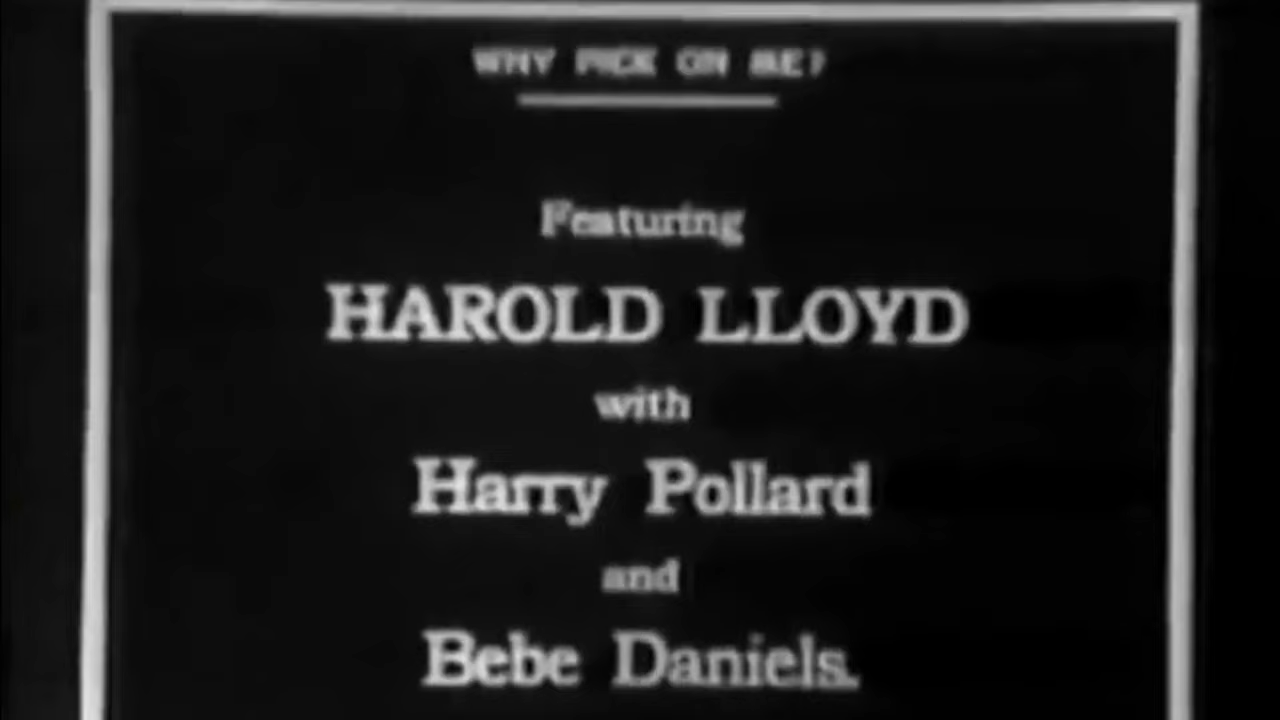 WHY PICK ON ME?
Featuring
HAROLD LLOYD
with
Harry Pollard
and
Bebe Daniels.